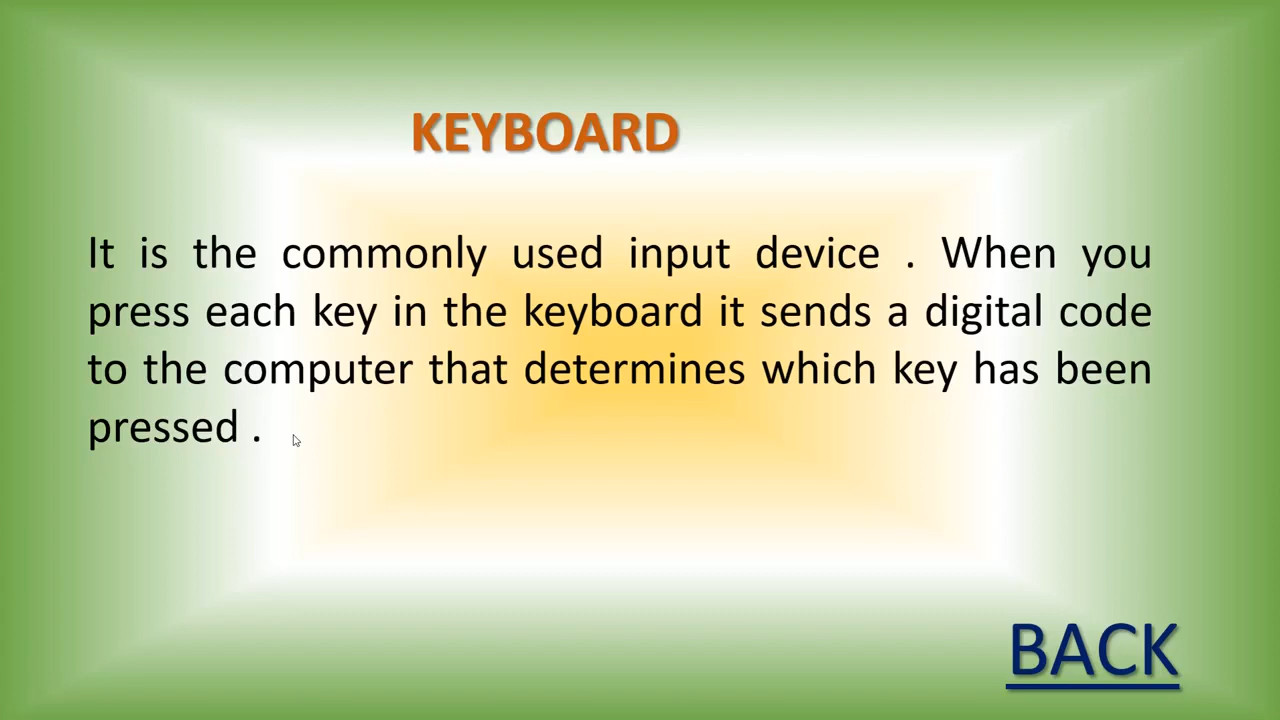 KEYBOARD
It is the commonly used input device . When you
press each key in the keyboard it sends a digital code
to the computer that determines which key has been
pressed .
BACK